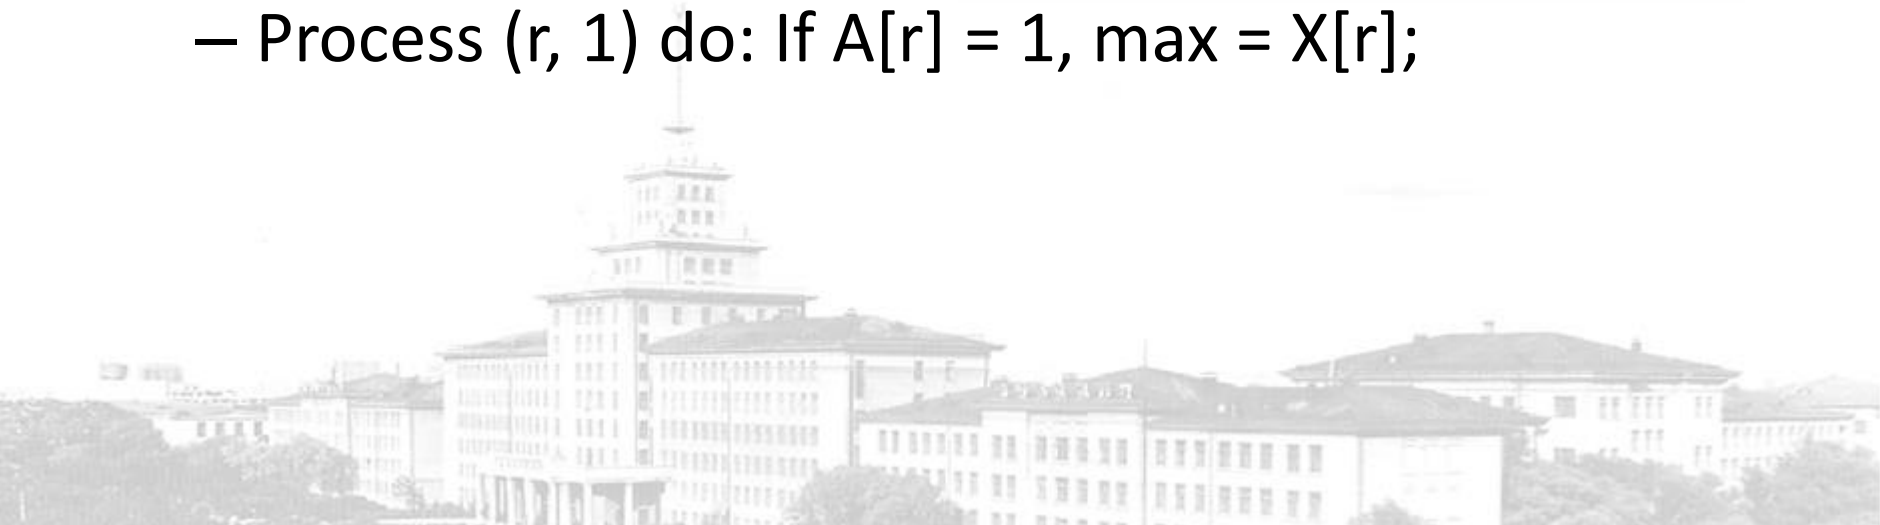 – Process (r, 1) do: If A[r] = 1, max = X[r];